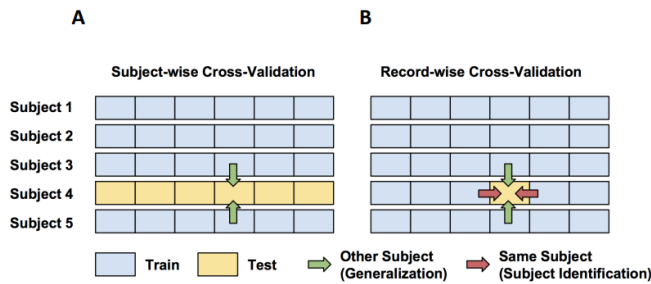 A
B
Subject-wise Cross-Validation
Record-wise Cross-Validation
Subject 1
Subject 2
Subject 3
Subject 4
Subject 5
Train
Test
Other Subject
(Generalization)
Same Subject
(Subject Identification)